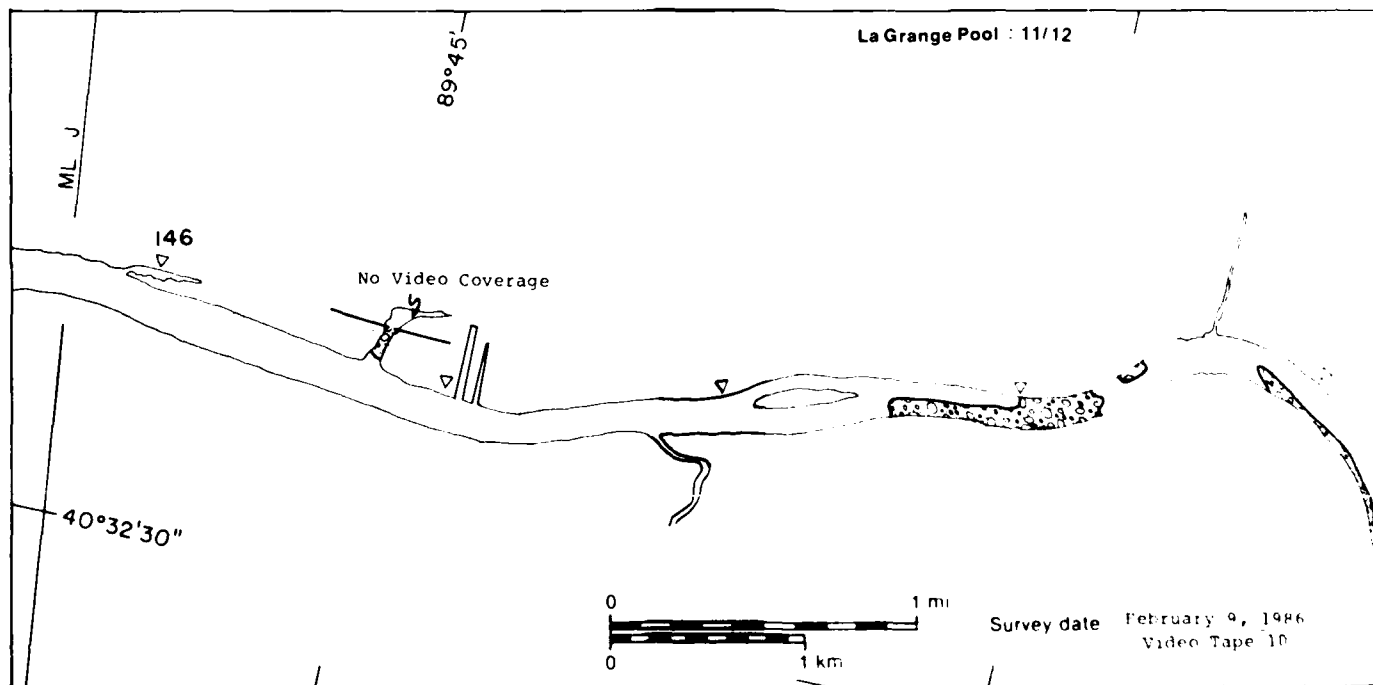 La Grange Pool : 11/12
89°45'
ML J
146
No Video Coverage
40°32'30"
0 1 mi
0 1 km
Survey date February 9, 1986
Video Tape 10